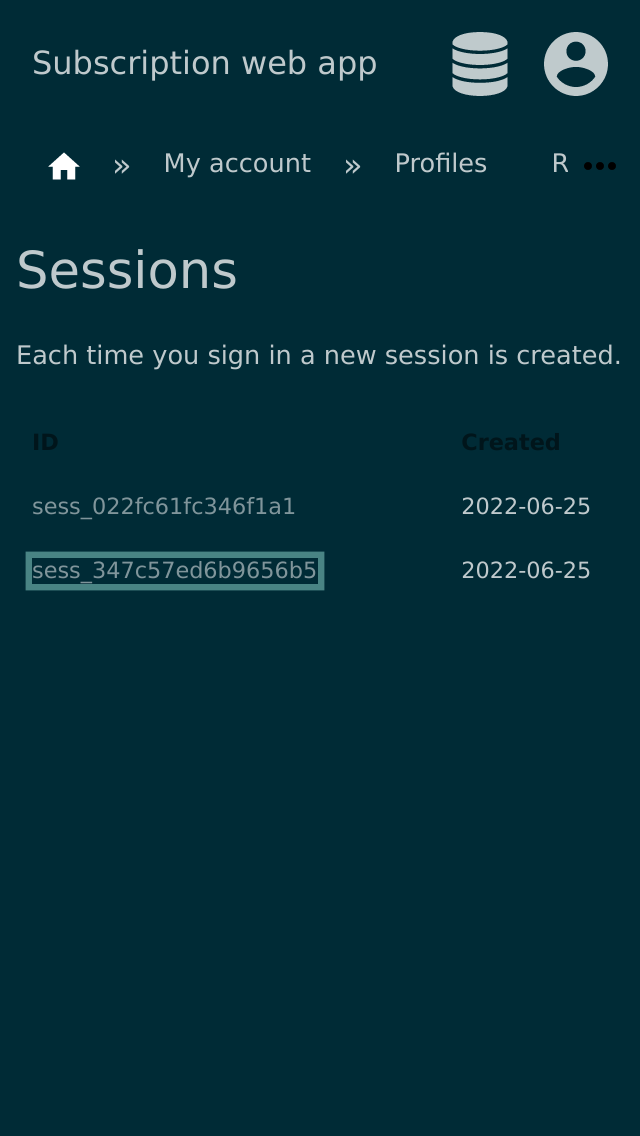 Subscription web app
» My account » Profiles R •••
Sessions
Each time you sign in a new session is created.
ID Created
sess_022fc61fc346f1a1 2022-06-25
sess_347c57ed6b9656b5 2022-06-25